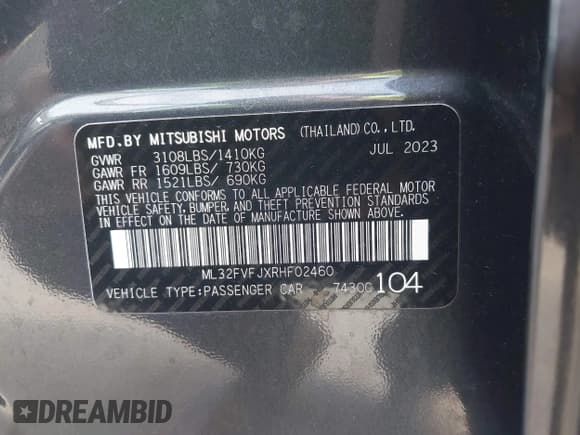 MFD.BY MITSUBISHI MOTORS (THAILAND)CO.,LTD.
GVWR 3108LBS/1410KG JUL 2023
GAWR FR 1609LBS/ 730KG
GAWR RR 1521LBS/ 690KG
THIS VEHICLE CONFORMS TO ALL APPLICABLE FEDERAL MOTOR
VEHICLE SAFETY,BUMPER,AND THEFT PREVENTION STANDARDS
IN EFFECT ON THE DATE OF MANUFACTURE SHOWN ABOVE.
ML32FVFJXRHF02460
VEHICLE TYPE:PASSENGER CAR 7430G 104
DREAMBID